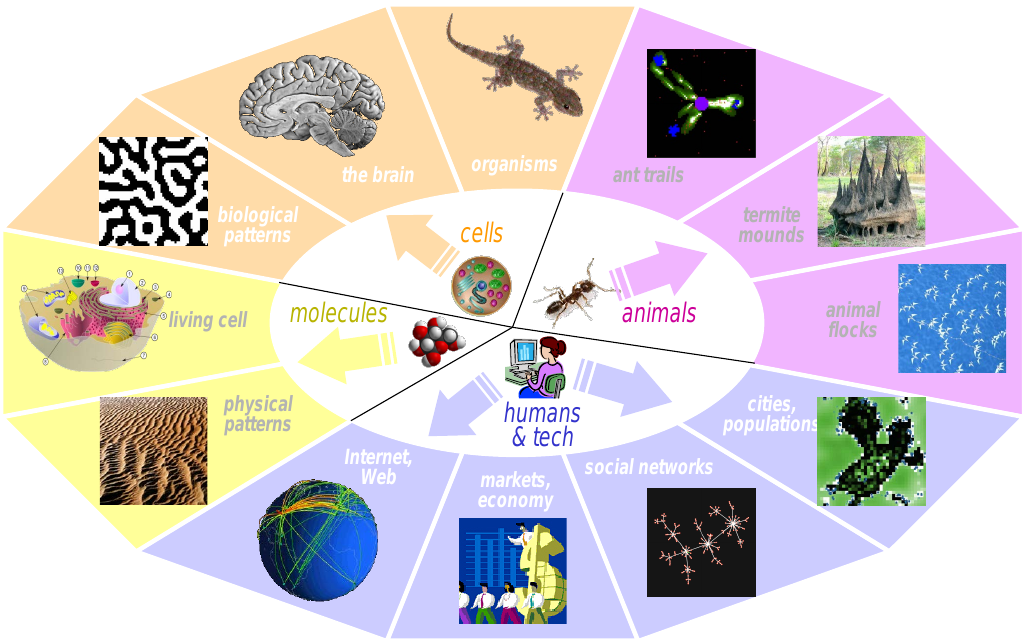 organisms
the brain
ant trails
biological
patterns
termite
mounds
cells
molecules
animals
living cell
animal
flocks
physical
patterns
humans
& tech
cities,
populations
Internet,
Web
markets,
economy
social networks